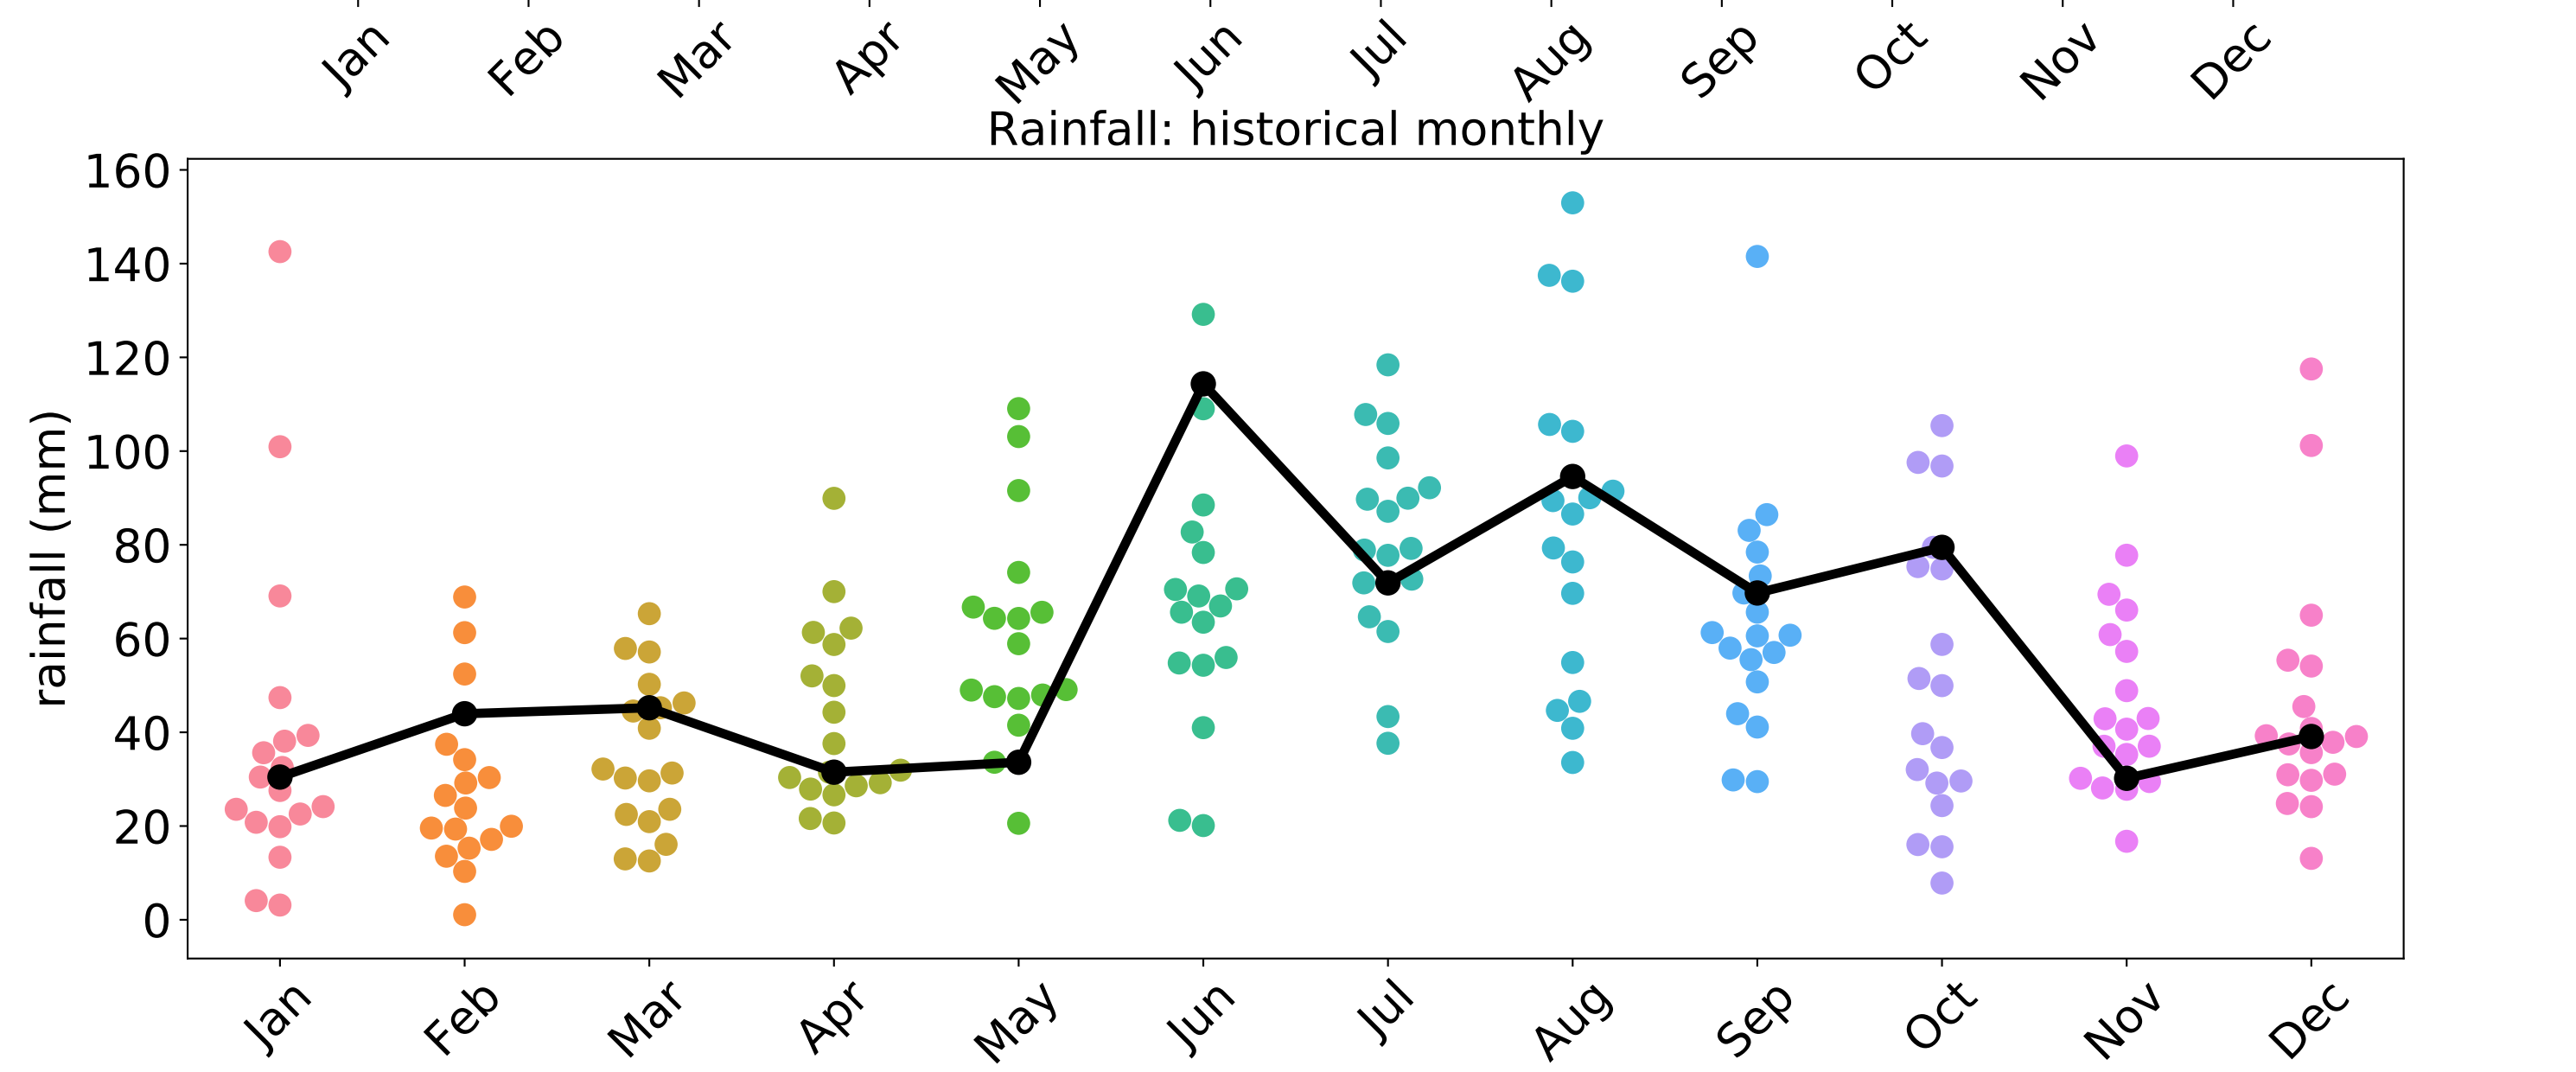 Jan Feb Mar Apr May Jun Jul Aug Sep Oct Nov Dec
Rainfall: historical monthly
rainfall (mm)
160
140
120
100
80
60
40
20
0
Jan Feb Mar Apr May Jun Jul Aug Sep Oct Nov Dec